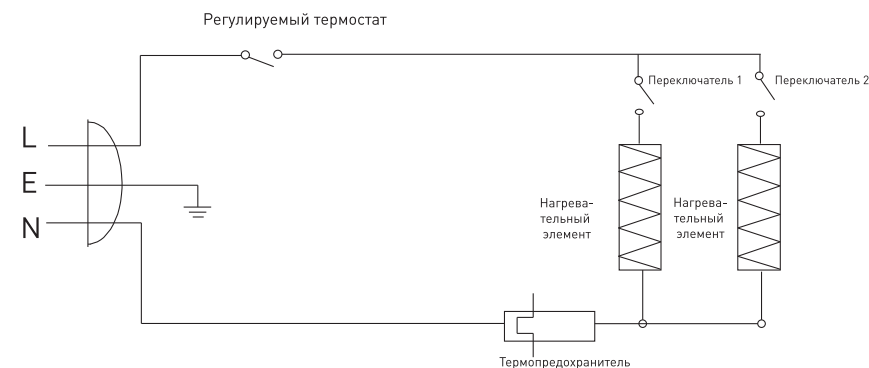 Регулируемый термостат
Переключатель 1
Переключатель 2
L
E
N
Нагрева-
тельный
элемент
Нагрева-
тельный
элемент
Термопредохранитель